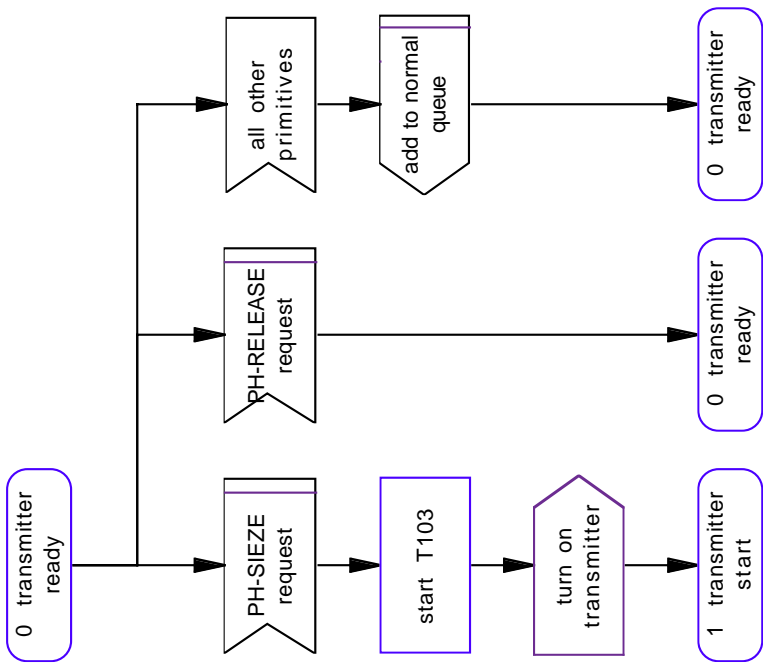 0 transmitter
ready
PH-SIEZE
request
start T103
turn on
transmitter
1 transmitter
start
PH-RELEASE
request
0 transmitter
ready
all other
primitives
add to normal
queue
0 transmitter
ready